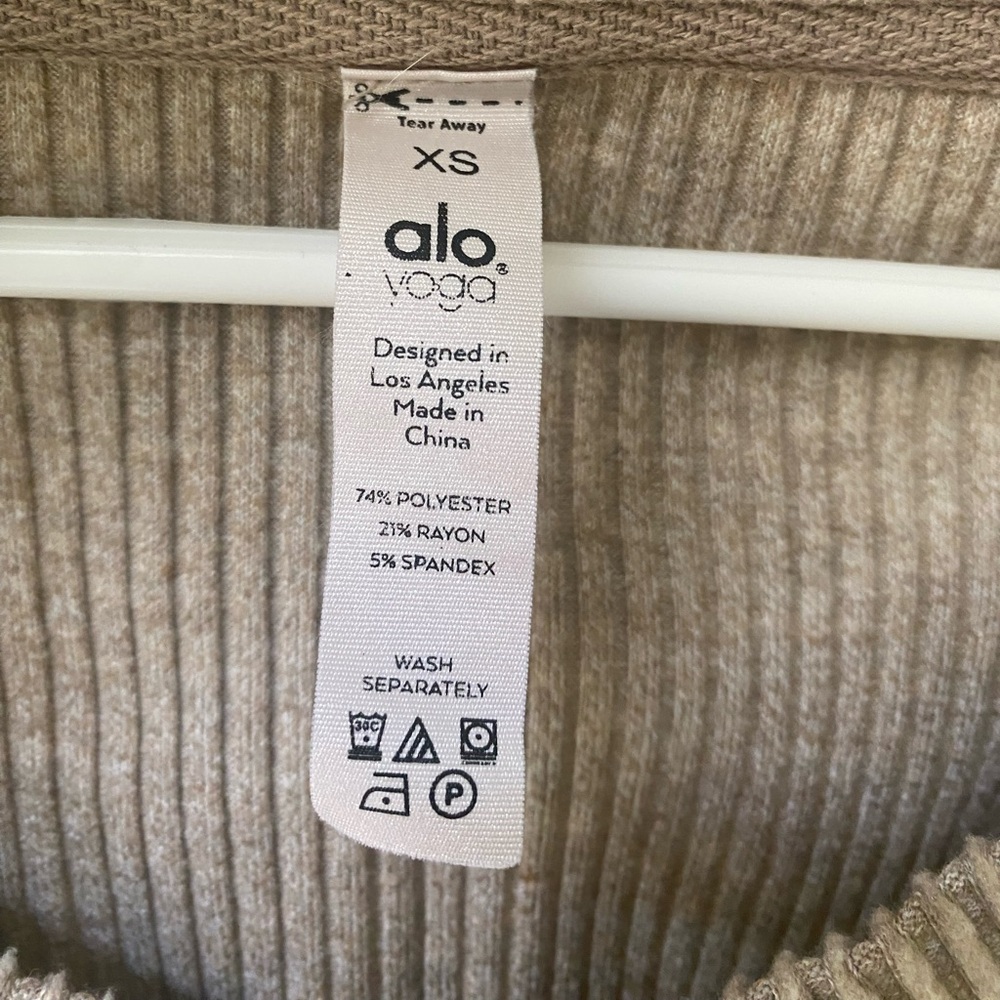 Tear Away
XS
alo®
yoga
Designed in
Los Angeles
Made in
China
74% POLYESTER
21% RAYON
5% SPANDEX
WASH
SEPARATELY
30C
P